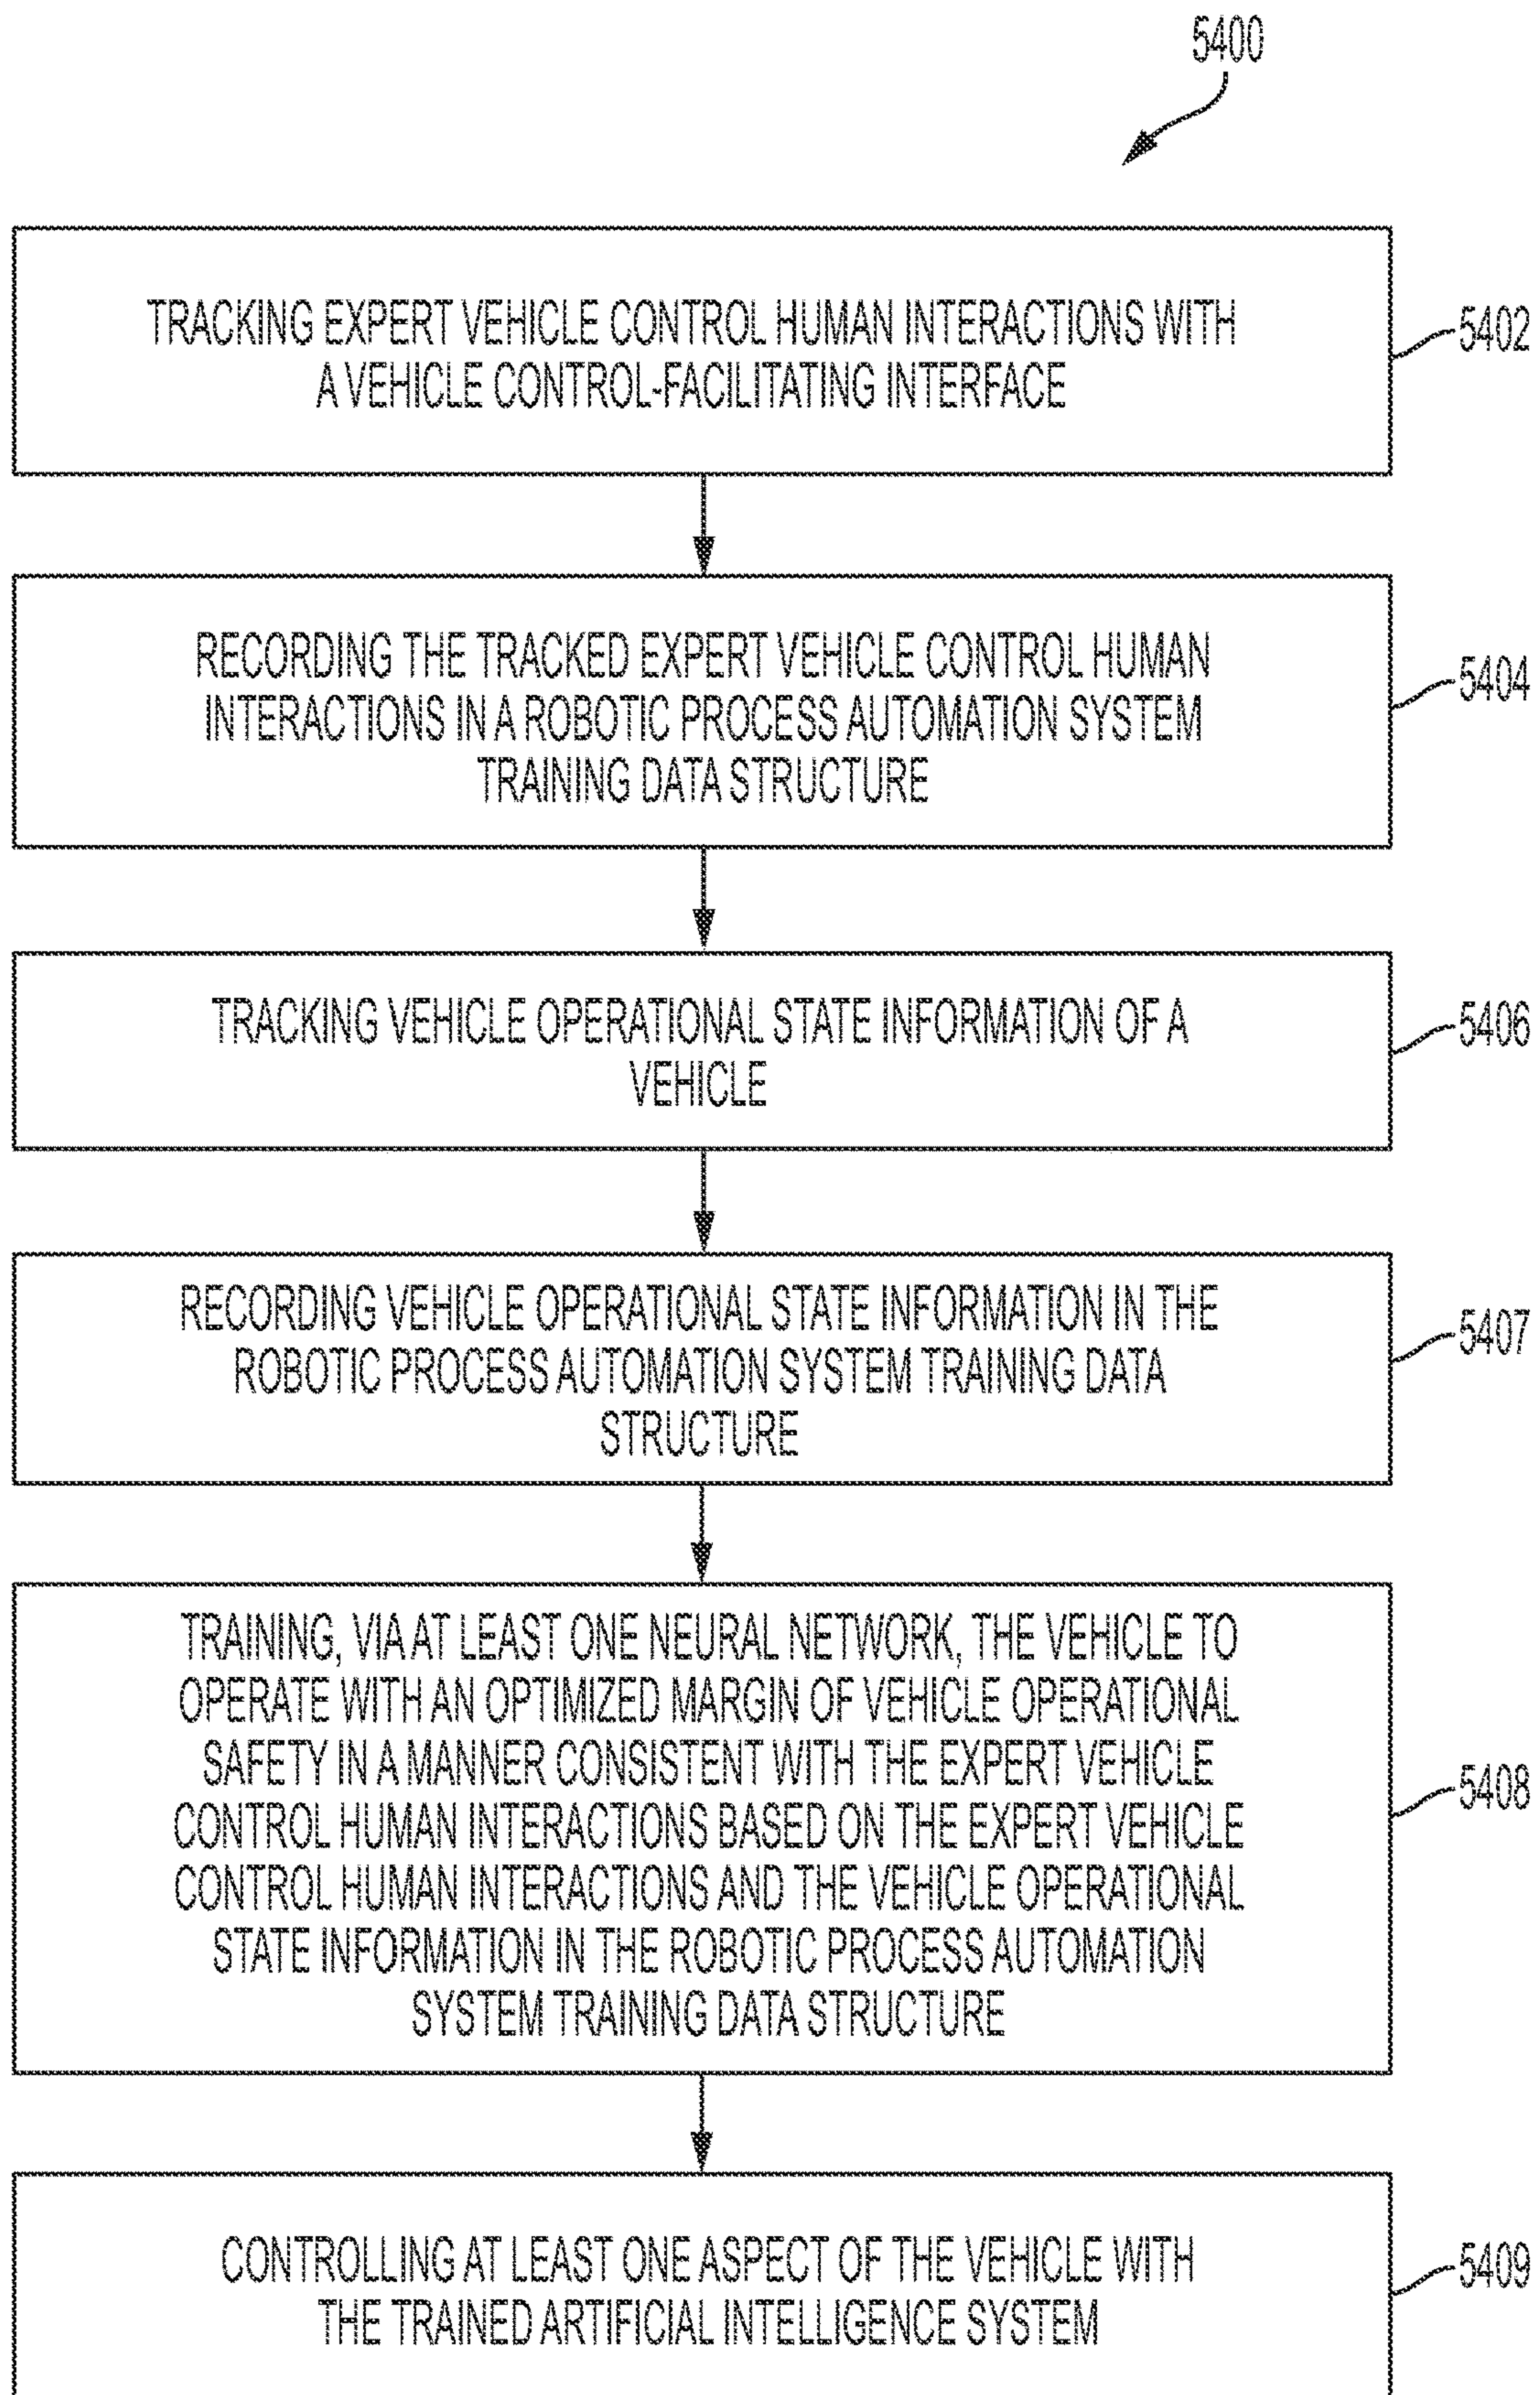 5400
TRACKING EXPERT VEHICLE CONTROL HUMAN INTERACTIONS WITH
A VEHICLE CONTROL-FACILITATING INTERFACE
5402
RECORDING THE TRACKED EXPERT VEHICLE CONTROL HUMAN
INTERACTIONS IN A ROBOTIC PROCESS AUTOMATION SYSTEM
TRAINING DATA STRUCTURE
5404
TRACKING VEHICLE OPERATIONAL STATE INFORMATION OF A
VEHICLE
5406
RECORDING VEHICLE OPERATIONAL STATE INFORMATION IN THE
ROBOTIC PROCESS AUTOMATION SYSTEM TRAINING DATA
STRUCTURE
5407
TRAINING, VIA AT LEAST ONE NEURAL NETWORK, THE VEHICLE TO
OPERATE WITH AN OPTIMIZED MARGIN OF VEHICLE OPERATIONAL
SAFETY IN A MANNER CONSISTENT WITH THE EXPERT VEHICLE
CONTROL HUMAN INTERACTIONS BASED ON THE EXPERT VEHICLE
CONTROL HUMAN INTERACTIONS AND THE VEHICLE OPERATIONAL
STATE INFORMATION IN THE ROBOTIC PROCESS AUTOMATION
SYSTEM TRAINING DATA STRUCTURE
5408
CONTROLLING AT LEAST ONE ASPECT OF THE VEHICLE WITH
THE TRAINED ARTIFICIAL INTELLIGENCE SYSTEM
5409